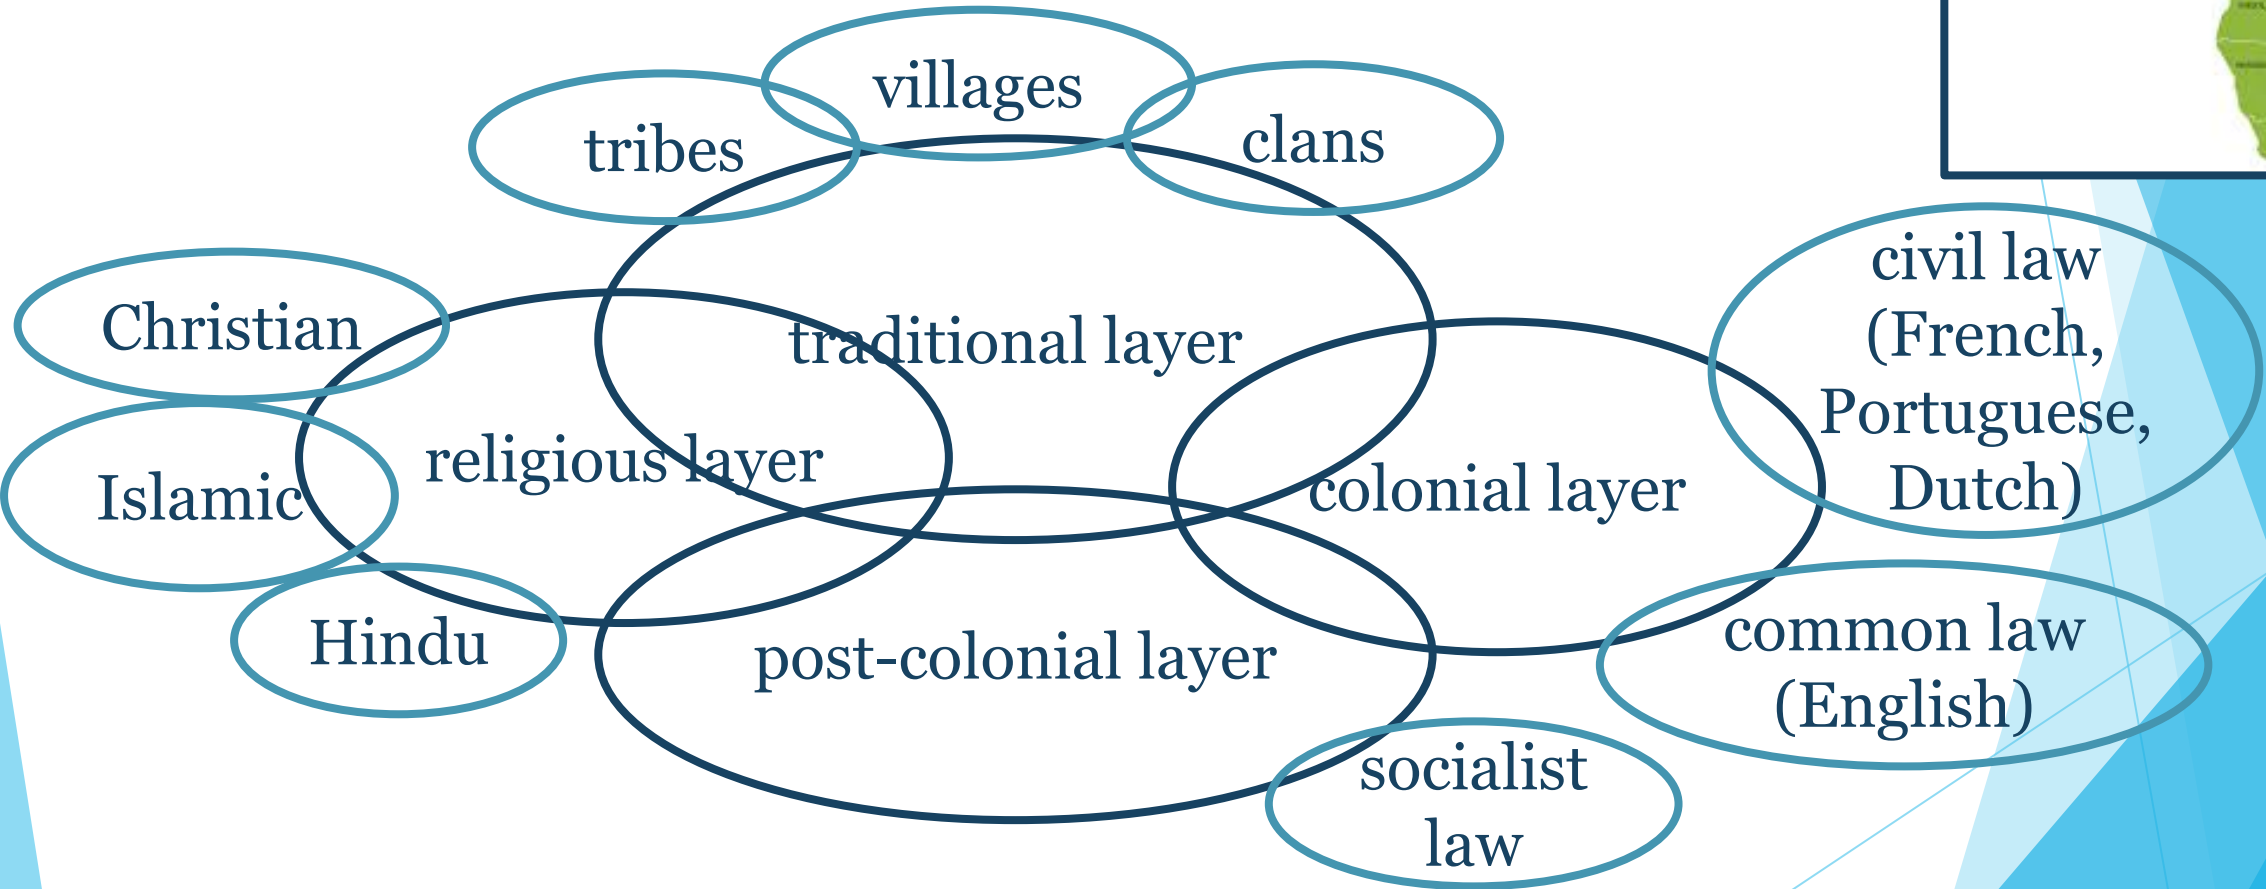 villages
tribes
clans
civil law
(French,
Portuguese,
Dutch)
Christian
traditional layer
religious layer
Islamic
colonial layer
Hindu
post-colonial layer
common law
(English)
socialist
law